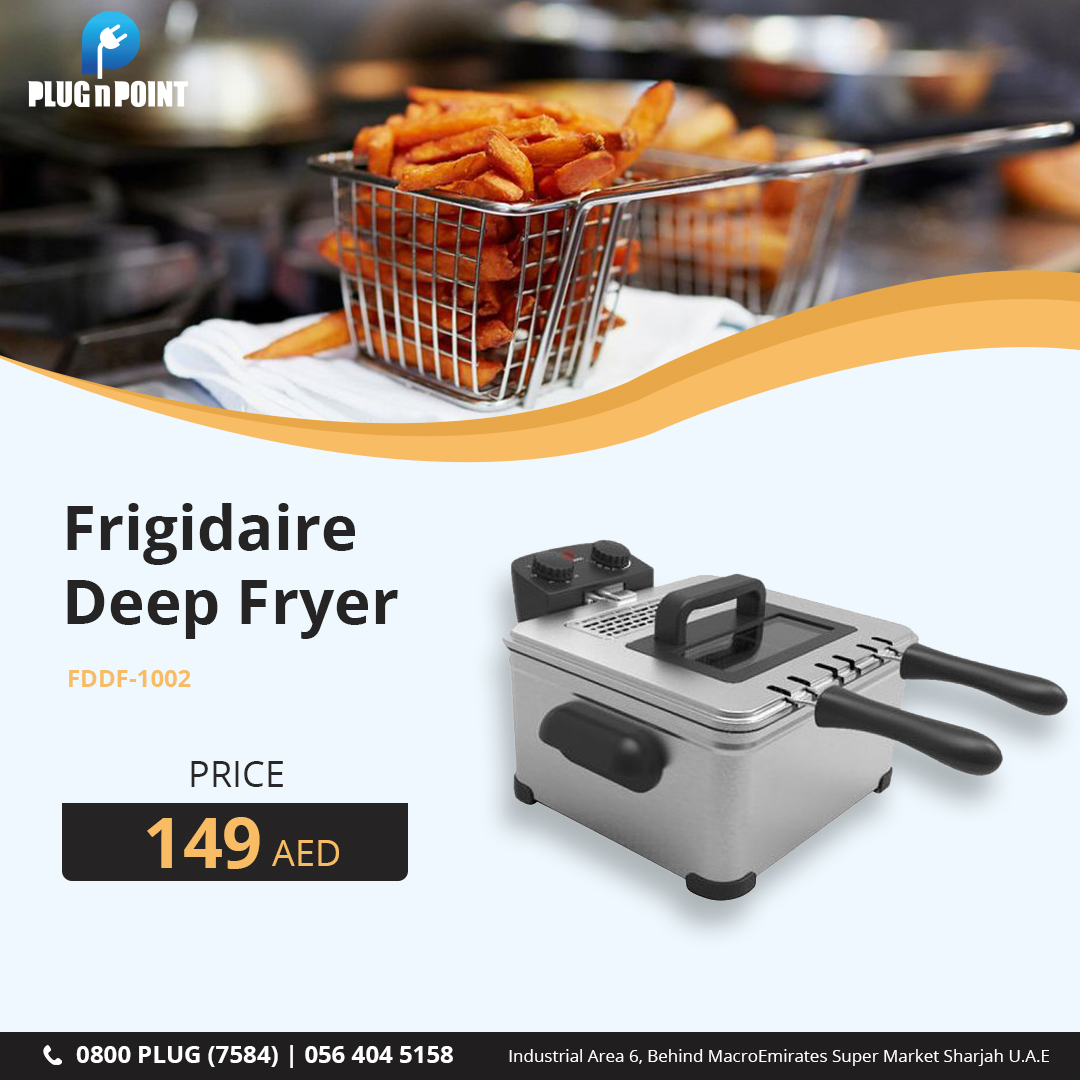 PLUG n POINT
Frigidaire
Deep Fryer
FDDF-1002
PRICE
149 AED
0800 PLUG (7584) | 056 404 5158
Industrial Area 6, Behind MacroEmirates Super Market Sharjah U.A.E